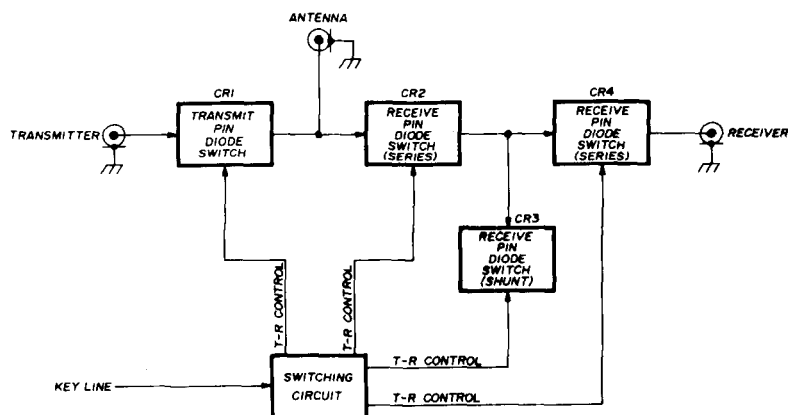 ANTENNA
CR1
TRANSMIT
PIN
DIODE
SWITCH
CR2
RECEIVE
PIN
DIODE
SWITCH
(SERIES)
CR4
RECEIVE
PIN
DIODE
SWITCH
(SERIES)
TRANSMITTER
RECEIVER
CR3
RECEIVE
PIN
DIODE
SWITCH
(SHUNT)
T-R CONTROL
T-R CONTROL
T-R CONTROL
T-R CONTROL
KEY LINE
SWITCHING
CIRCUIT